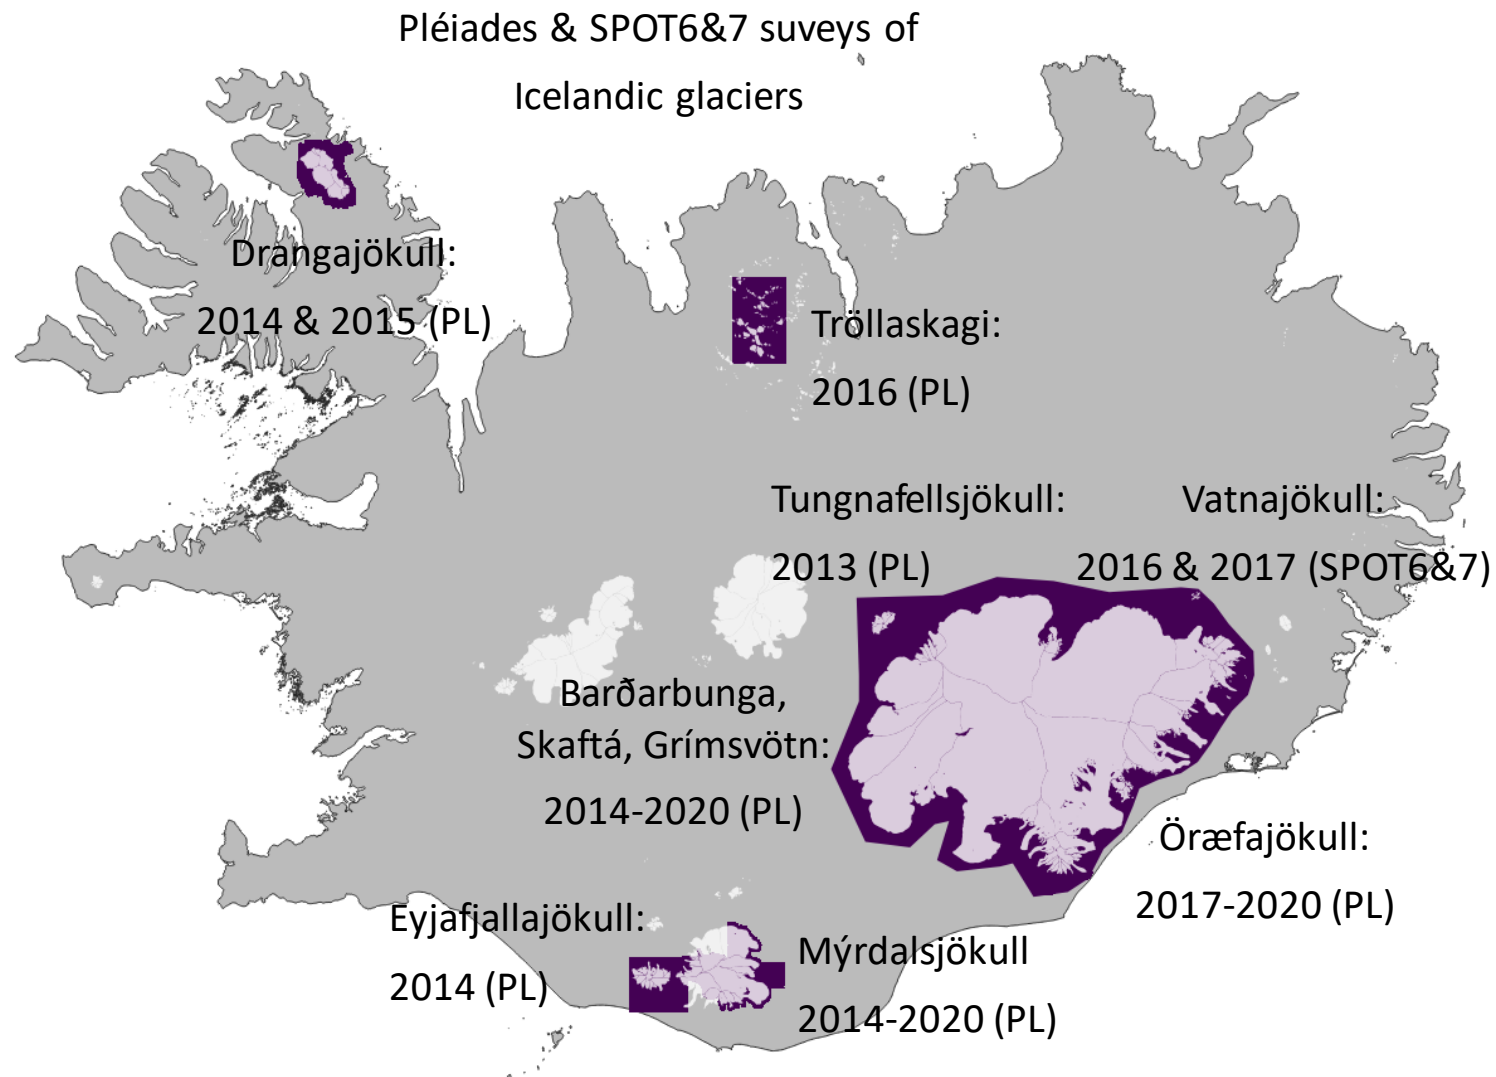 Pléiades & SPOT6&7 suveys of
Icelandic glaciers
Drangajökull:
2014 & 2015 (PL)
Tröllaskagi:
2016 (PL)
Tungnafellsjökull:
2013 (PL)
Vatnajökull:
2016 & 2017 (SPOT6&7)
Barðarbunga,
Skaftá, Grímsvötn:
2014-2020 (PL)
Öræfajökull:
2017-2020 (PL)
Eyjafjallajökull:
2014 (PL)
Mýrdalsjökull
2014-2020 (PL)